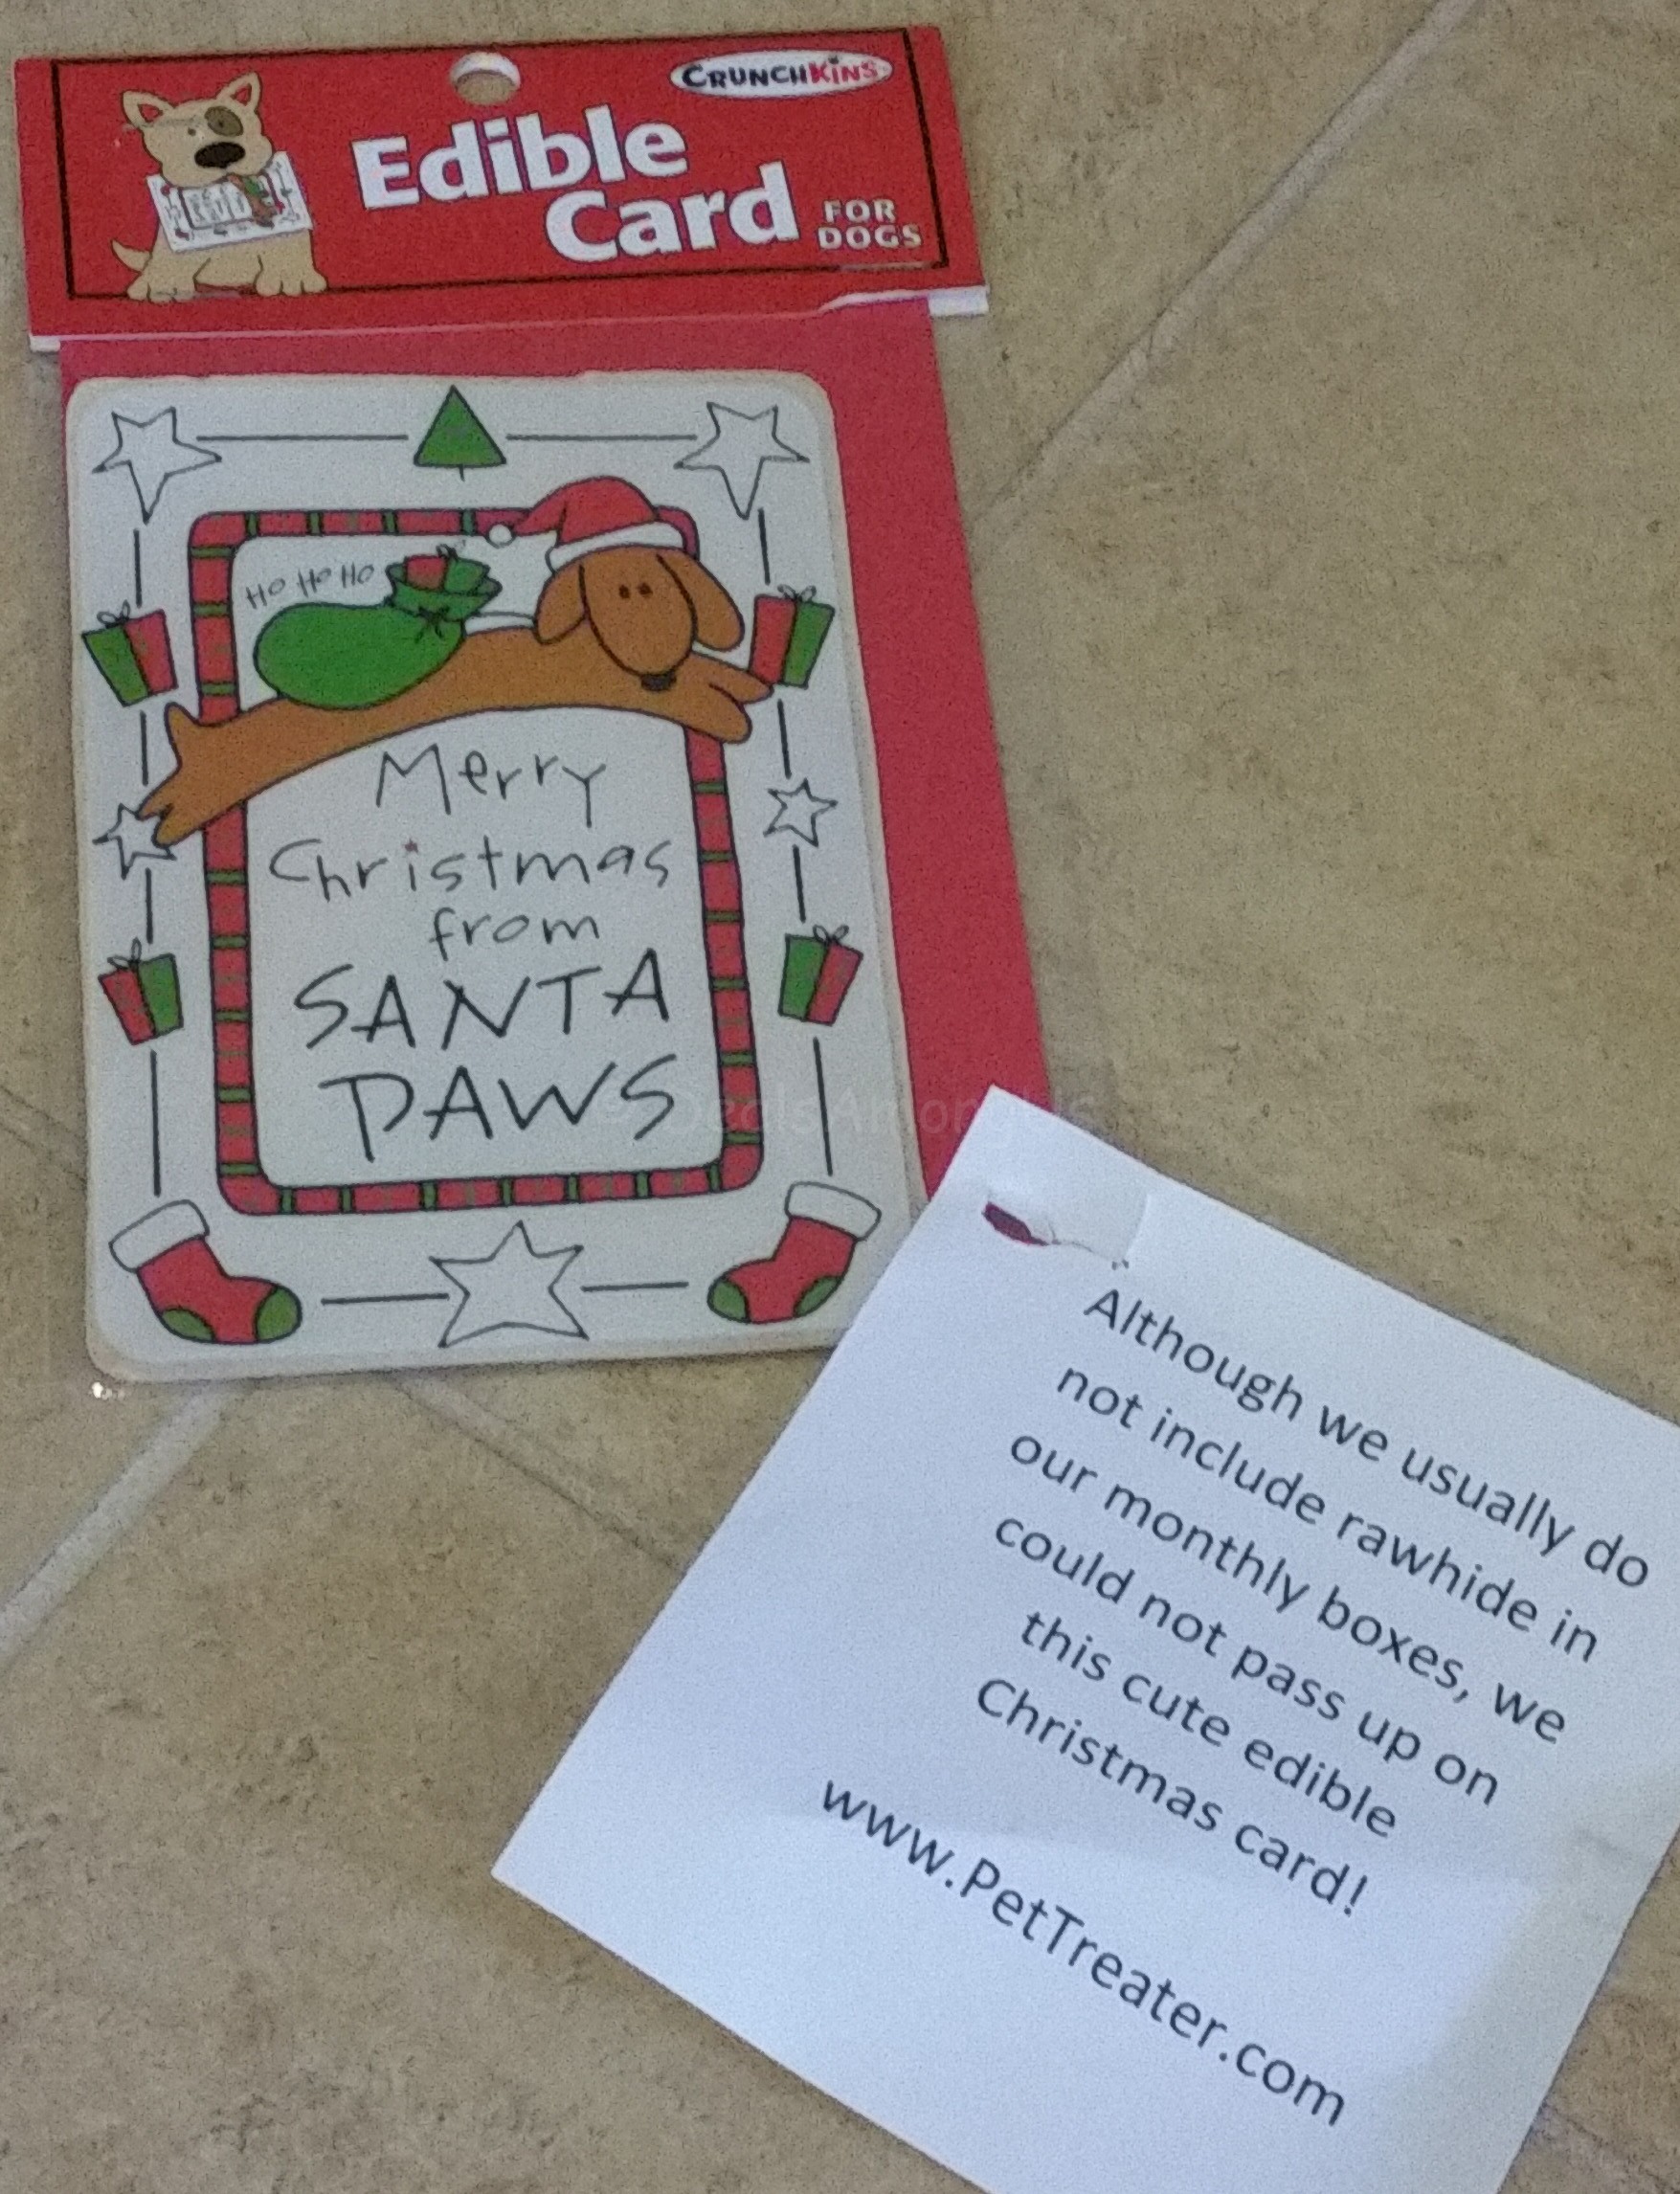 CRUNCHKINS
Edible
Card
FOR
DOGS
HO HO HO
Merry
Christmas
from
SANTA
PAWS
DealsAmongUs
Although we usually do
not include rawhide in
our monthly boxes, we
could not pass up on
this cute edible
Christmas card!
www.PetTreater.com